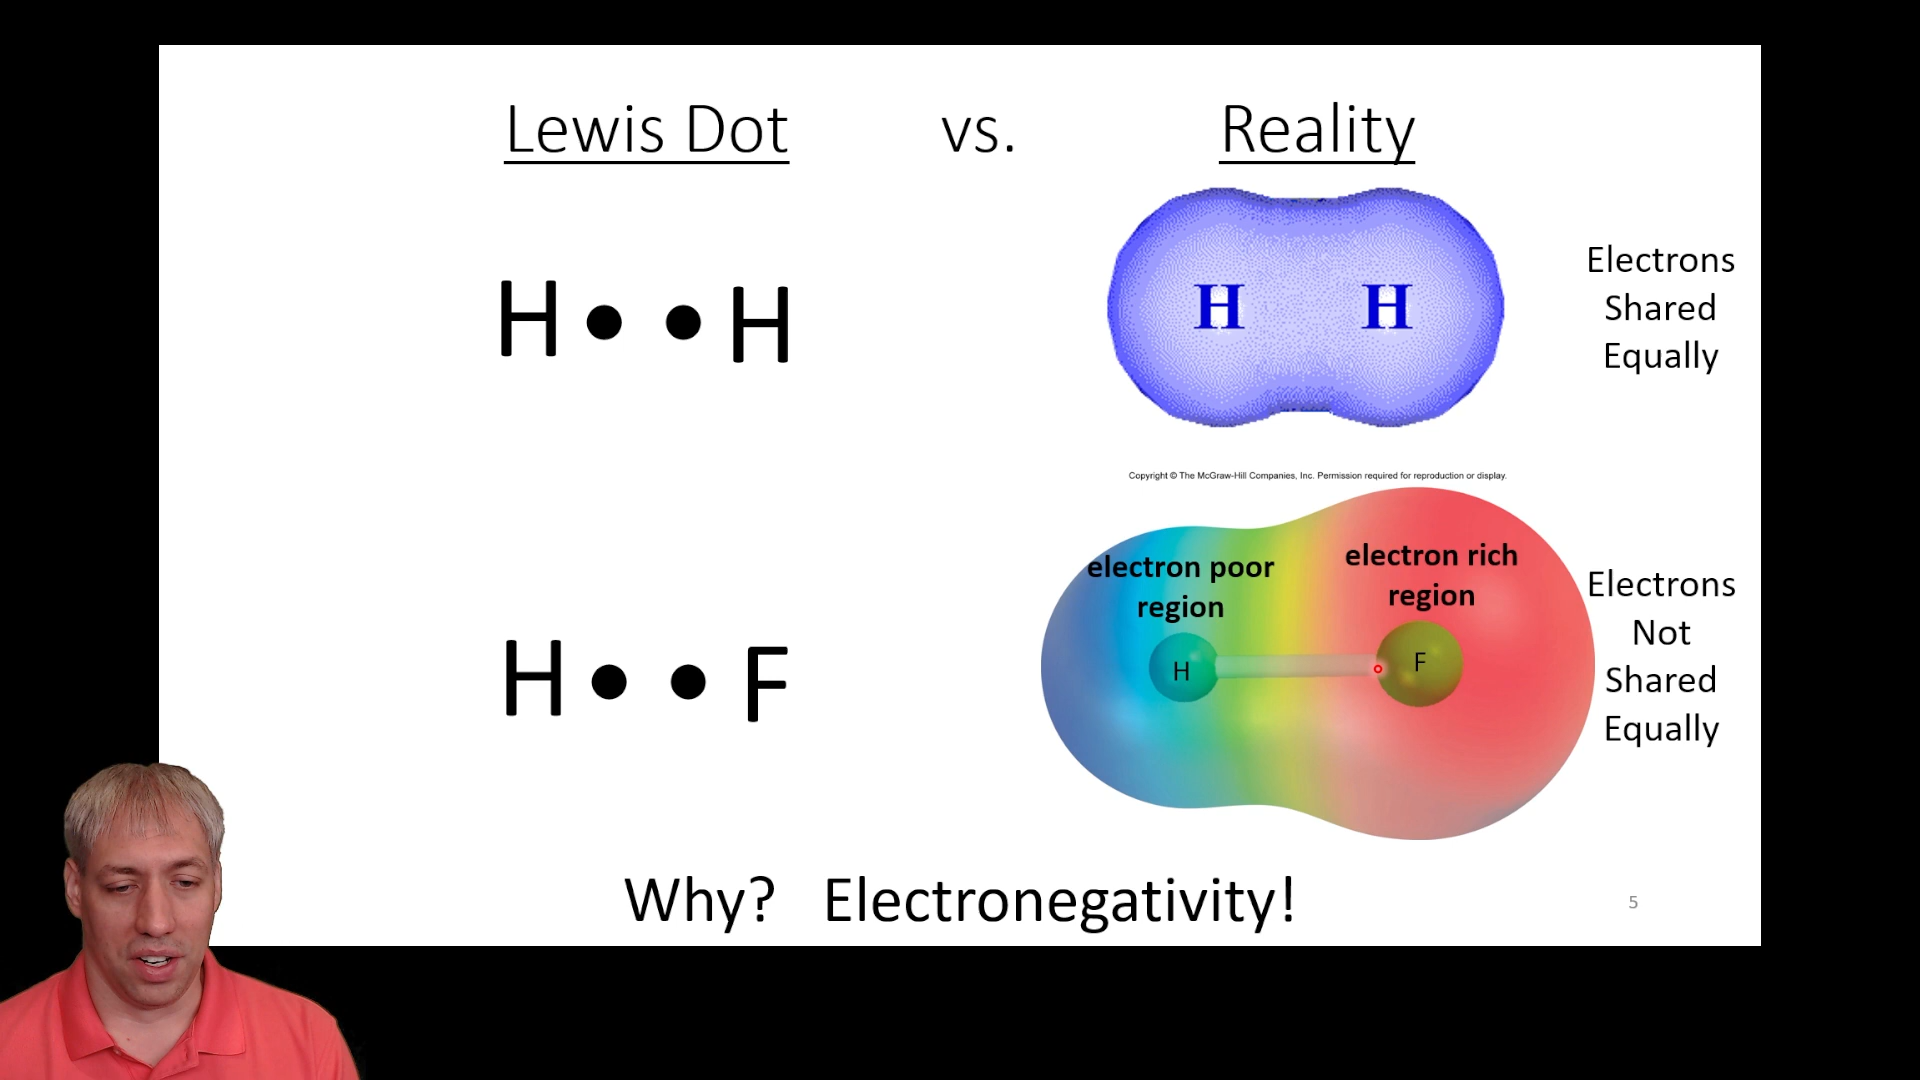 Lewis Dot vs. Reality
H • • H
H H
Electrons
Shared
Equally
Copyright © The McGraw-Hill Companies, Inc. Permission required for reproduction or display.
electron poor
region
electron rich
region
H • • F
H F
Electrons
Not
Shared
Equally
Why? Electronegativity!
5